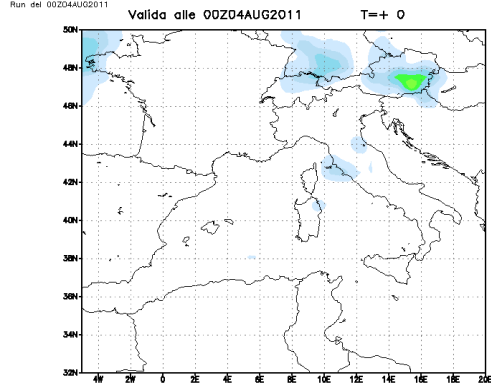 Run del 00Z04AUG2011
Valida alle 00Z04AUG2011 T=+ 0
50N
48N
46N
44N
42N
40N
38N
36N
34N
32N
4W 2W 0 2E 4E 6E 8E 10E 12E 14E 16E 18E 20E